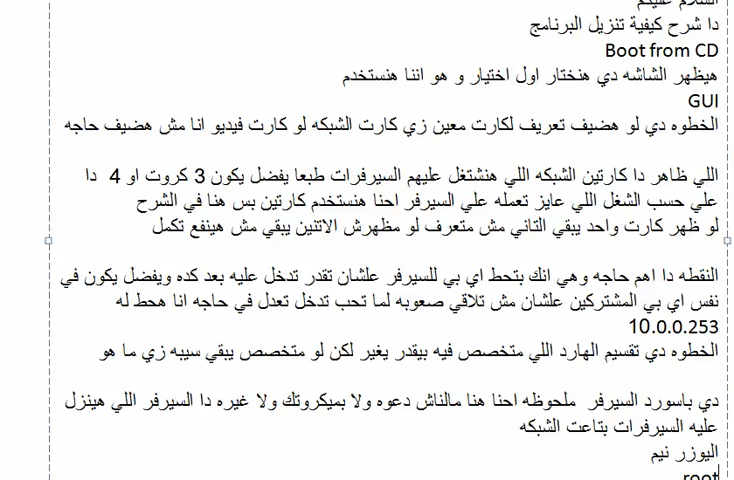 السلام عليكم
دا شرح كيفية تنزيل البرنامج
Boot from CD
هيظهر الشاشه دي هنختار اول اختيار و هو اننا هنستخدم
GUI
الخطوه دي لو هضيف تعريف لكارت معين زي كارت الشبكه لو كارت فيديو انا مش هضيف حاجه
اللي ظاهر دا كارتين الشبكه اللي هنشتغل عليهم السيرفرات طبعا يفضل يكون 3 كروت او 4 دا
علي حسب الشغل اللي عايز تعمله علي السيرفر احنا هنستخدم كارتين بس هنا في الشرح
لو ظهر كارت واحد يبقي التاني مش متعرف لو مظهرش الاتنين يبقي مش هينفع تكمل
النقطه دا اهم حاجه وهي انك بتحط اي بي للسيرفر علشان تقدر تدخل عليه بعد كده ويفضل يكون في
نفس اي بي المشتركين علشان مش تلاقي صعوبه لما تحب تدخل تعدل في حاجه انا هحط له
10.0.0.253
الخطوه دي تقسيم الهارد اللي متخصص فيه بيقدر يغير لكن لو متخصص يبقي سيبه زي ما هو
دي باسورد السيرفر ملحوظه احنا هنا مالناش دعوه ولا بميكروتك ولا غيره دا السيرفر اللي هينزل
عليه السيرفرات بتاعت الشبكه
اليوزر نيم
root